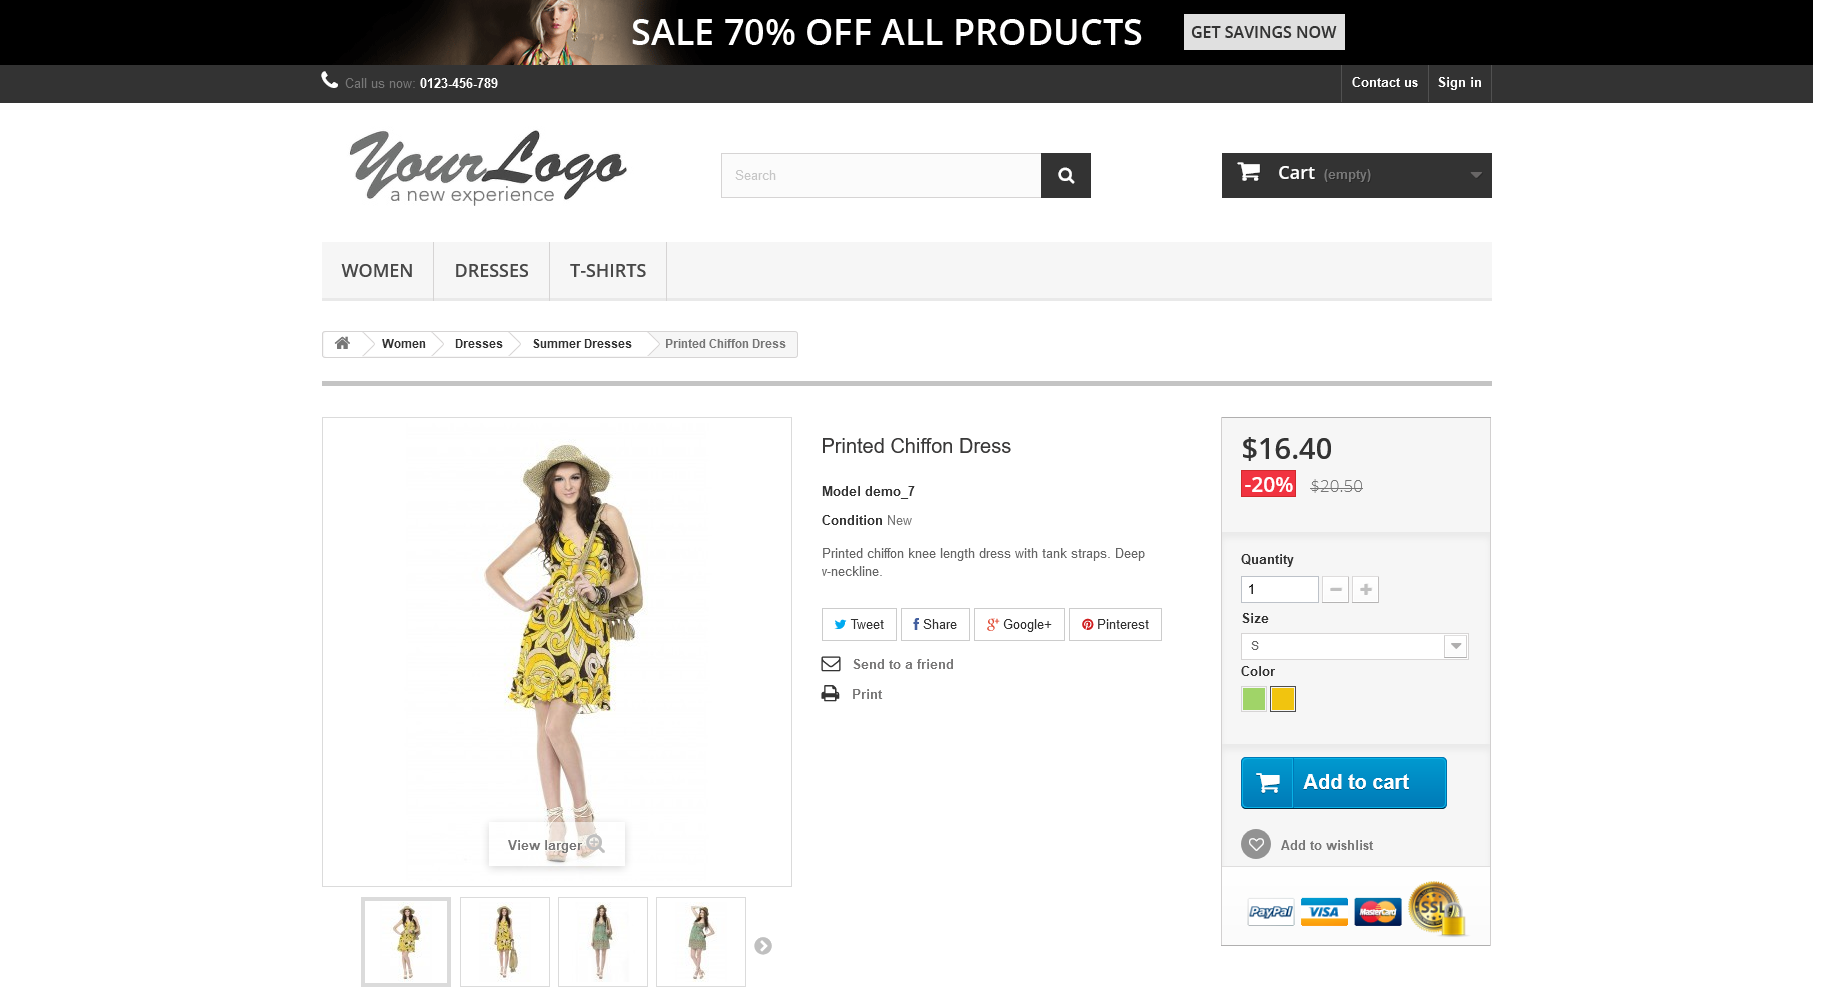 SALE 70% OFF ALL PRODUCTS
GET SAVINGS NOW
Call us now: 0123-456-789
Contact us
Sign in
YourLogo
a new experience
Search
Cart (empty)
WOMEN
DRESSES
T-SHIRTS
Women
Dresses
Summer Dresses
Printed Chiffon Dress
View larger
Printed Chiffon Dress
Model demo_7
Condition New
Printed chiffon knee length dress with tank straps. Deep
v-neckline.
Tweet
Share
Google+
Pinterest
Send to a friend
Print
$16.40
-20% $20.50
Quantity
1
Size
S
Color
Add to cart
Add to wishlist
PayPal
VISA
MasterCard
SSL